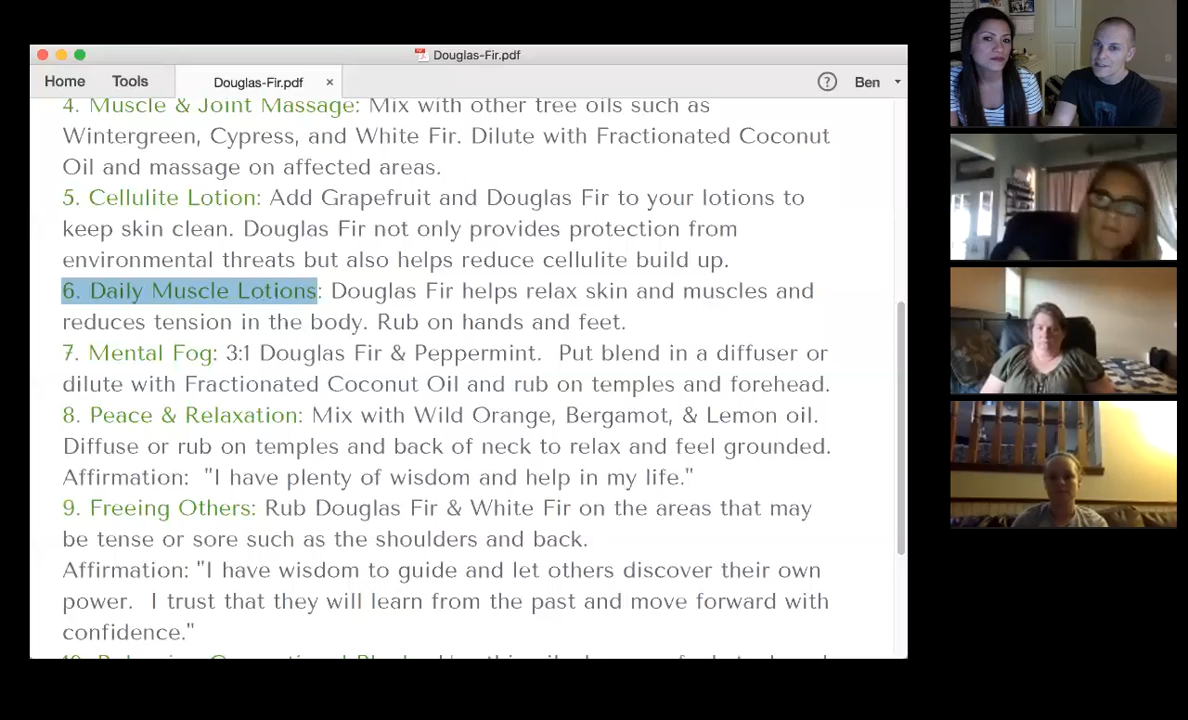 Douglas-Fir.pdf
Home Tools Douglas-Fir.pdf × ? Ben
4. Muscle & Joint Massage: Mix with other tree oils such as
Wintergreen, Cypress, and White Fir. Dilute with Fractionated Coconut
Oil and massage on affected areas.
5. Cellulite Lotion: Add Grapefruit and Douglas Fir to your lotions to
keep skin clean. Douglas Fir not only provides protection from
environmental threats but also helps reduce cellulite build up.
6. Daily Muscle Lotions: Douglas Fir helps relax skin and muscles and
reduces tension in the body. Rub on hands and feet.
7. Mental Fog: 3:1 Douglas Fir & Peppermint. Put blend in a diffuser or
dilute with Fractionated Coconut Oil and rub on temples and forehead.
8. Peace & Relaxation: Mix with Wild Orange, Bergamot, & Lemon oil.
Diffuse or rub on temples and back of neck to relax and feel grounded.
Affirmation: "I have plenty of wisdom and help in my life."
9. Freeing Others: Rub Douglas Fir & White Fir on the areas that may
be tense or sore such as the shoulders and back.
Affirmation: "I have wisdom to guide and let others discover their own
power. I trust that they will learn from the past and move forward with
confidence."